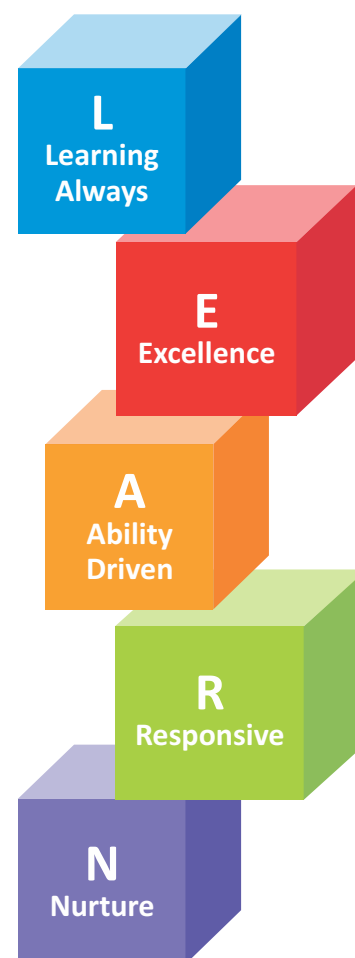 L
Learning
Always
E
Excellence
A
Ability
Driven
R
Responsive
N
Nurture